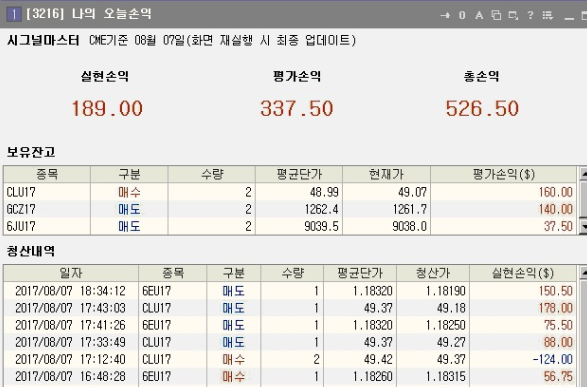 1 [3216] 나의 오늘손익
시그널마스터 CME기준 08월 07일(화면 재실행 시 최종 업데이트)
실현손익 평가손익 총손익
189.00 337.50 526.50
보유잔고
종목 구분 수량 평균단가 현재가 평가손익($)
CLU17 매수 2 48.99 49.07 160.00
GCZ17 매도 2 1262.4 1261.7 140.00
6JU17 매도 2 9039.5 9038.0 37.50
청산내역
일자 종목 구분 수량 평균단가 청산가 실현손익($)
2017/08/07 18:34:12 6EU17 매도 1 1.18320 1.18190 150.50
2017/08/07 17:43:03 CLU17 매도 1 49.37 49.18 178.00
2017/08/07 17:41:26 6EU17 매도 1 1.18320 1.18250 75.50
2017/08/07 17:33:49 CLU17 매도 1 49.37 49.27 88.00
2017/08/07 17:12:40 CLU17 매수 2 49.42 49.37 -124.00
2017/08/07 16:48:28 6EU17 매수 1 1.18260 1.18315 56.75